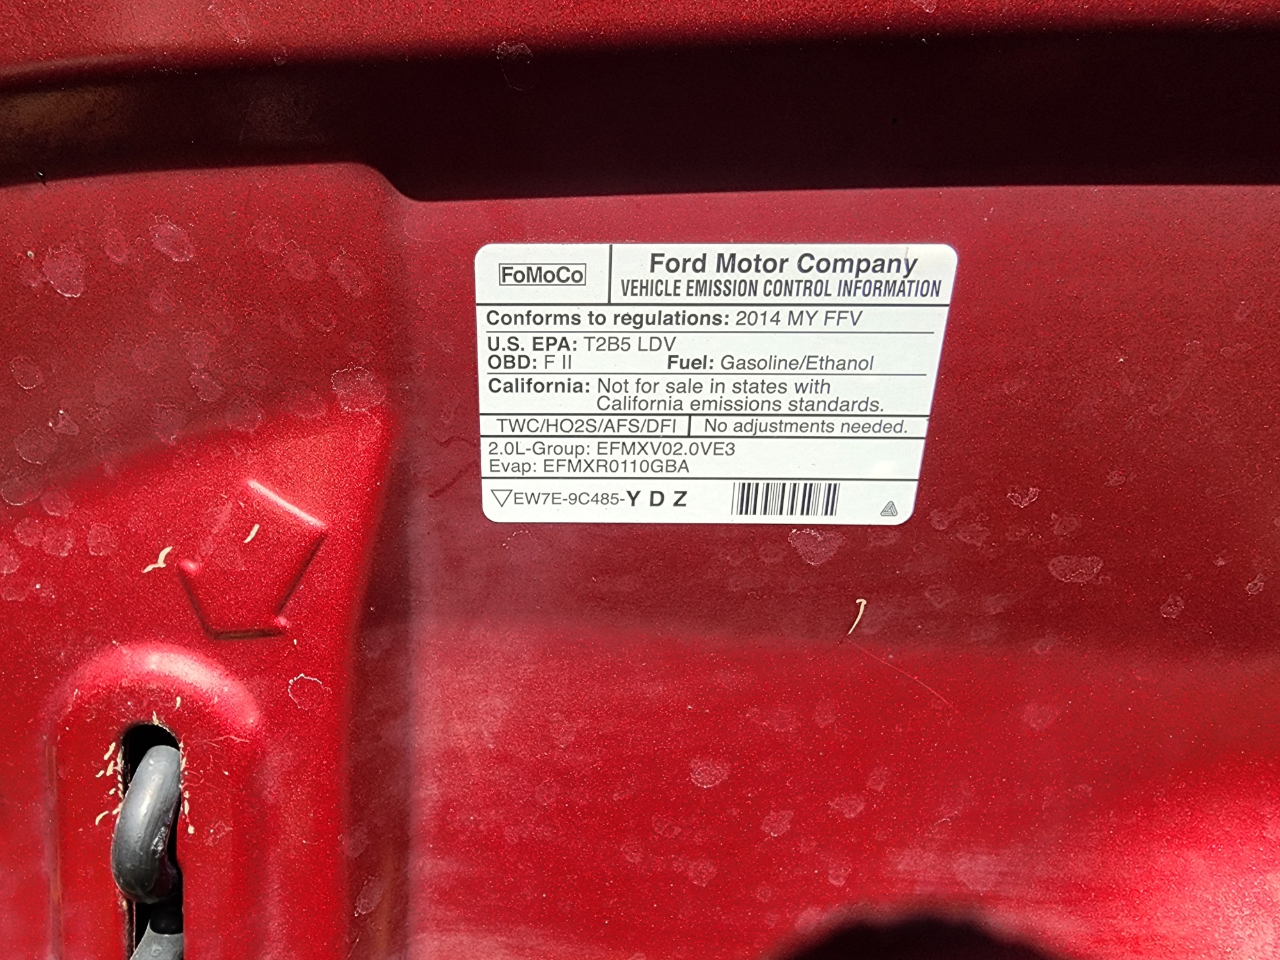 FoMoCo
Ford Motor Company
VEHICLE EMISSION CONTROL INFORMATION
Conforms to regulations: 2014 MY FFV
U.S. EPA: T2B5 LDV
OBD: F II Fuel: Gasoline/Ethanol
California: Not for sale in states with
California emissions standards.
TWC/HO2S/AFS/DFI No adjustments needed.
2.0L-Group: EFMXV02.0VE3
Evap: EFMXR0110GBA
EW7E-9C485-Y D Z